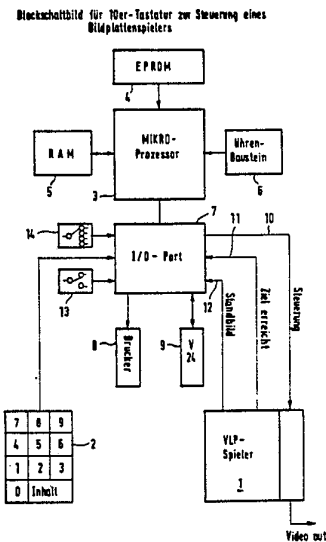 Blockschaltbild für 10er-Tastatur zur Steuerung eines
Bildplattenspielers
EPROM
4
RAM
5
MIKRO-
Prozessor
3
Uhren-
Baustein
6
7
11
10
14
I/O-Port
13
12
8
Drucker
9
V
24
Standbild
Ziel erreicht
Steuerung
7 8 9
4 5 6
1 2 3
0 Inhalt
2
VLP-
Spieler
1
Video out